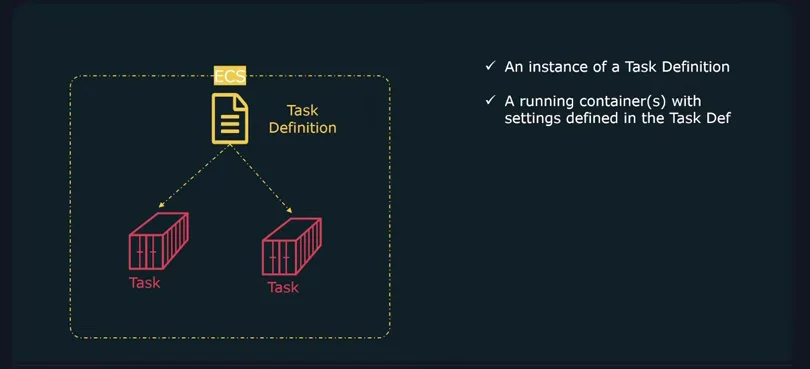 ECS
Task
Definition
Task
Task
✓ An instance of a Task Definition
✓ A running container(s) with
settings defined in the Task Def